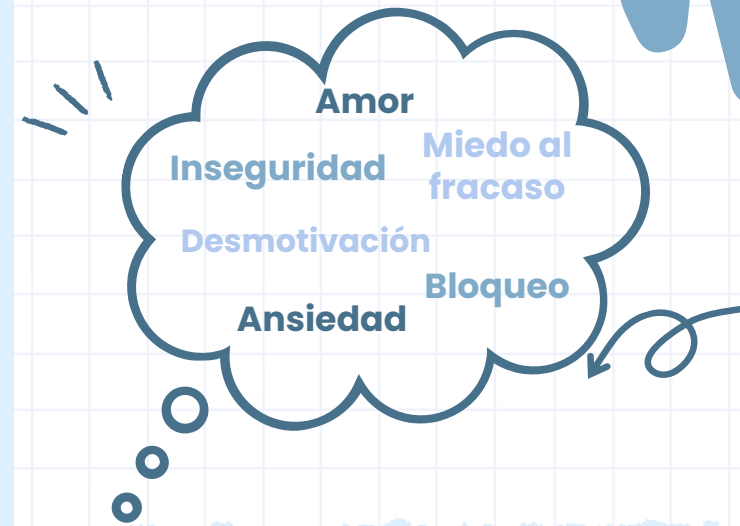 Amor
Inseguridad
Miedo al
fracaso
Desmotivación
Bloqueo
Ansiedad